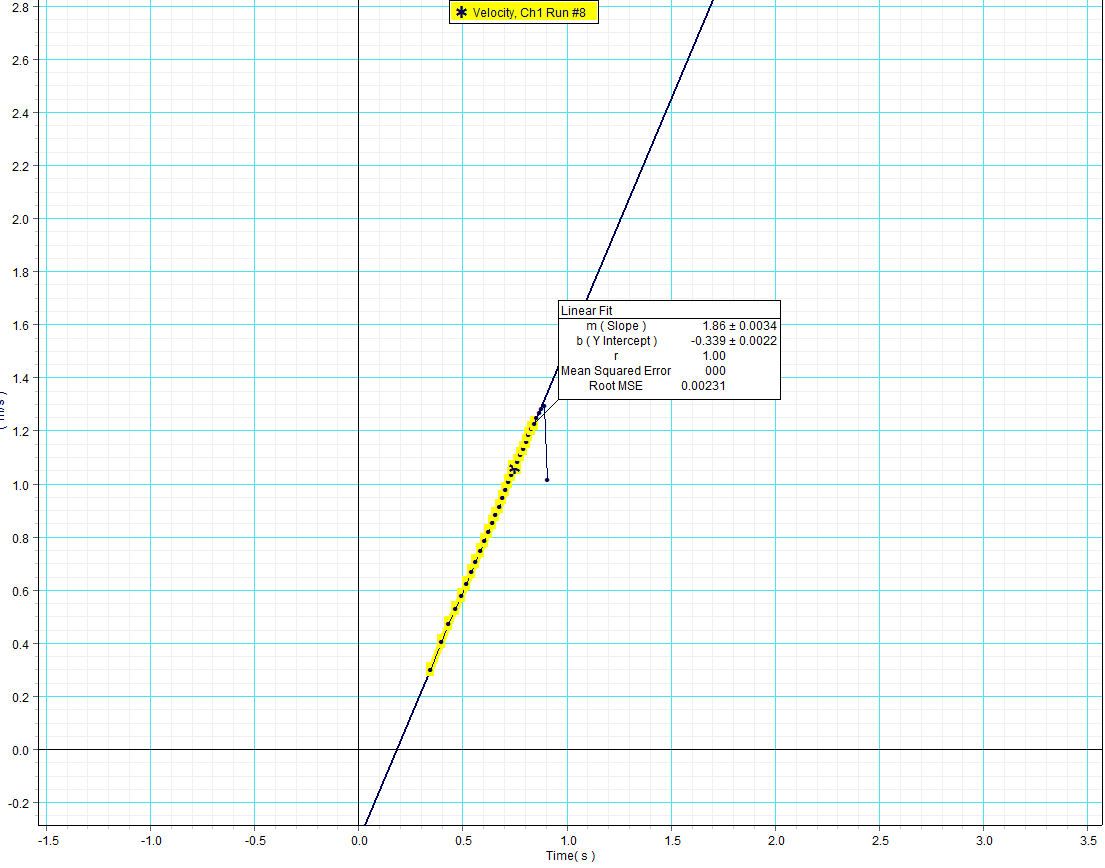 Velocity, Ch1 Run #8
2.8
2.6
2.4
2.2
2.0
1.8
1.6
1.4
1.2
1.0
0.8
0.6
0.4
0.2
0.0
-0.2
Linear Fit
m ( Slope ) 1.86 ± 0.0034
b ( Y Intercept ) -0.339 ± 0.0022
r 1.00
Mean Squared Error 000
Root MSE 0.00231
-1.5 -1.0 -0.5 0.0 0.5 1.0 1.5 2.0 2.5 3.0 3.5
Time( s )